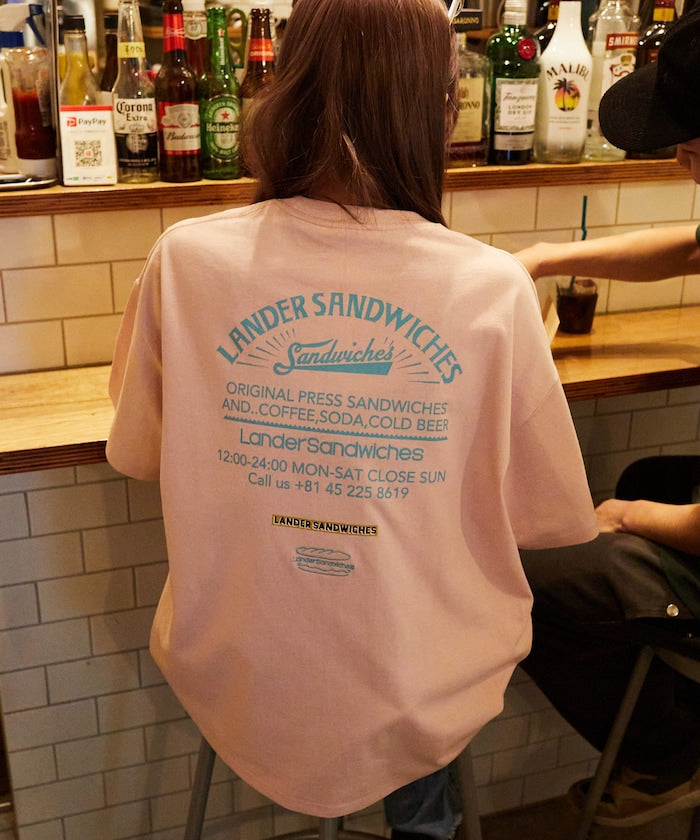 PayPay
Corona
Extra
Budweiser
Heineken
Tanqueray
LONDON
DRY GIN
MALIBU
SMIRNOFF
LANDER SANDWICHES
Sandwiches
ORIGINAL PRESS SANDWICHES
AND..COFFEE,SODA,COLD BEER
LanderSandwiches
12:00-24:00 MON-SAT CLOSE SUN
Call us +81 45 225 8619
LANDER SANDWICHES
LanderSandwiches